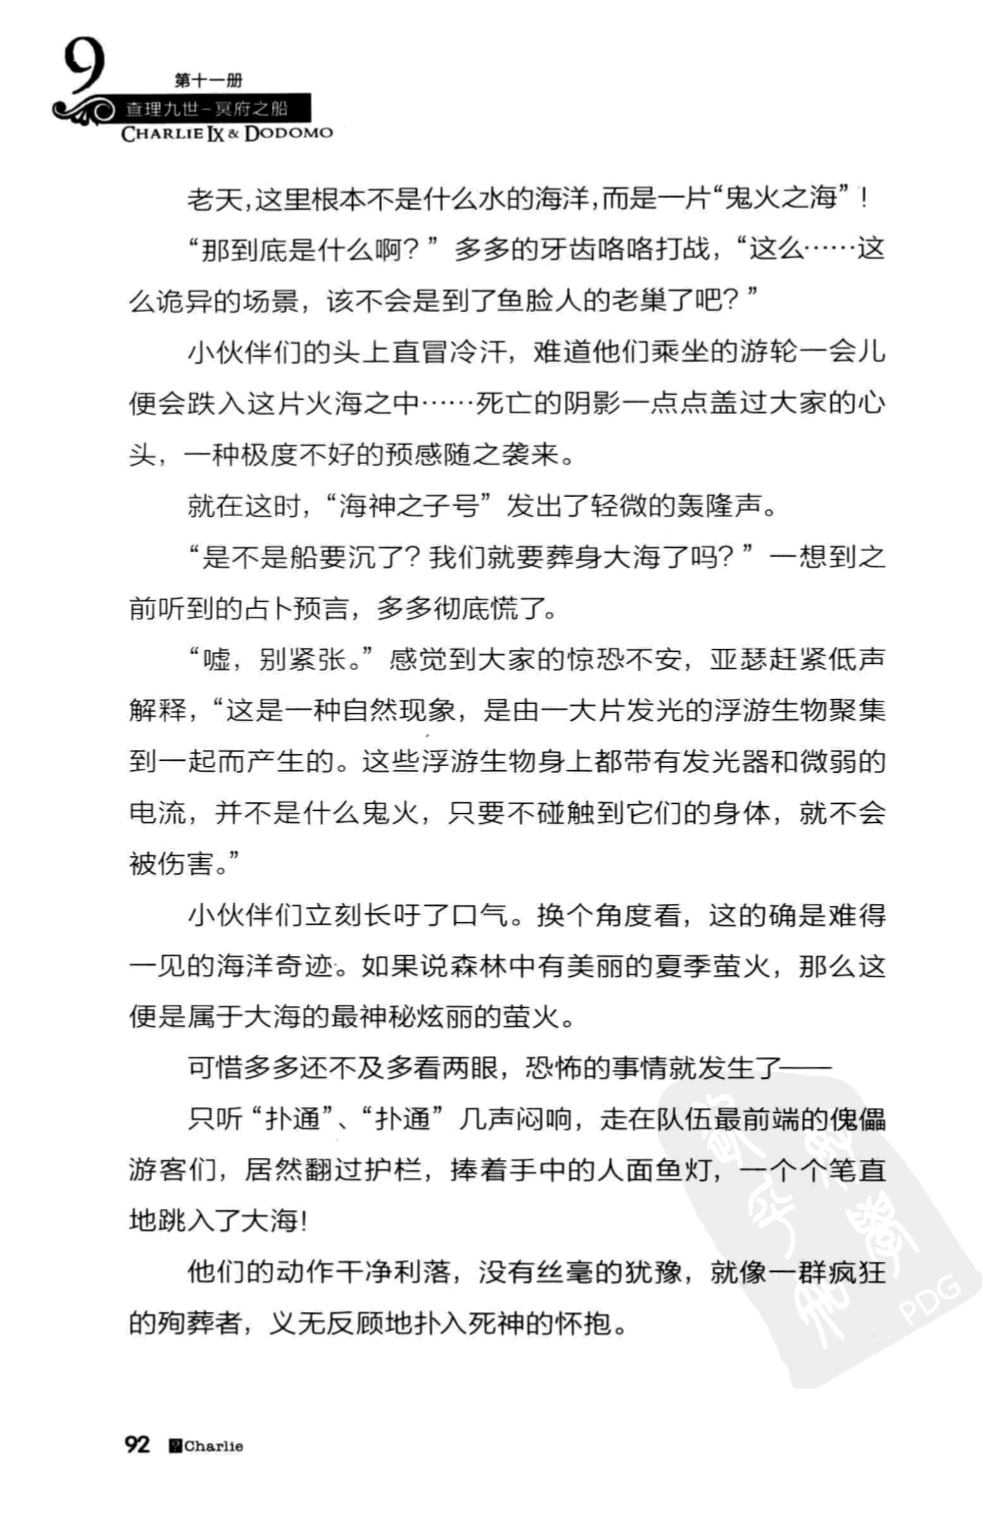 9
第十一册
查理九世-冥府之船
CHARLIE IX & DODOMO
老天,这里根本不是什么水的海洋,而是一片“鬼火之海”！
“那到底是什么啊？”多多的牙齿咯咯打战，“这么……这
么诡异的场景，该不会是到了鱼脸人的老巢了吧？”
小伙伴们的头上直冒冷汗，难道他们乘坐的游轮一会儿
便会跌入这片火海之中……死亡的阴影一点点盖过大家的心
头，一种极度不好的预感随之袭来。
就在这时，“海神之子号”发出了轻微的轰隆声。
“是不是船要沉了？我们就要葬身大海了吗？”一想到之
前听到的占卜预言，多多彻底慌了。
“嘘，别紧张。”感觉到大家的惊恐不安，亚瑟赶紧低声
解释，“这是一种自然现象，是由一大片发光的浮游生物聚集
到一起而产生的。这些浮游生物身上都带有发光器和微弱的
电流，并不是什么鬼火，只要不碰触到它们的身体，就不会
被伤害。”
小伙伴们立刻长吁了口气。换个角度看，这的确是难得
一见的海洋奇迹。如果说森林中有美丽的夏季萤火，那么这
便是属于大海的最神秘炫丽的萤火。
可惜多多还不及多看两眼，恐怖的事情就发生了——
只听“扑通”、“扑通”几声闷响，走在队伍最前端的傀儡
游客们，居然翻过护栏，捧着手中的人面鱼灯，一个个笔直
地跳入了大海！
他们的动作干净利落，没有丝毫的犹豫，就像一群疯狂
的殉葬者，义无反顾地扑入死神的怀抱。
PDG
92 ?Charlie